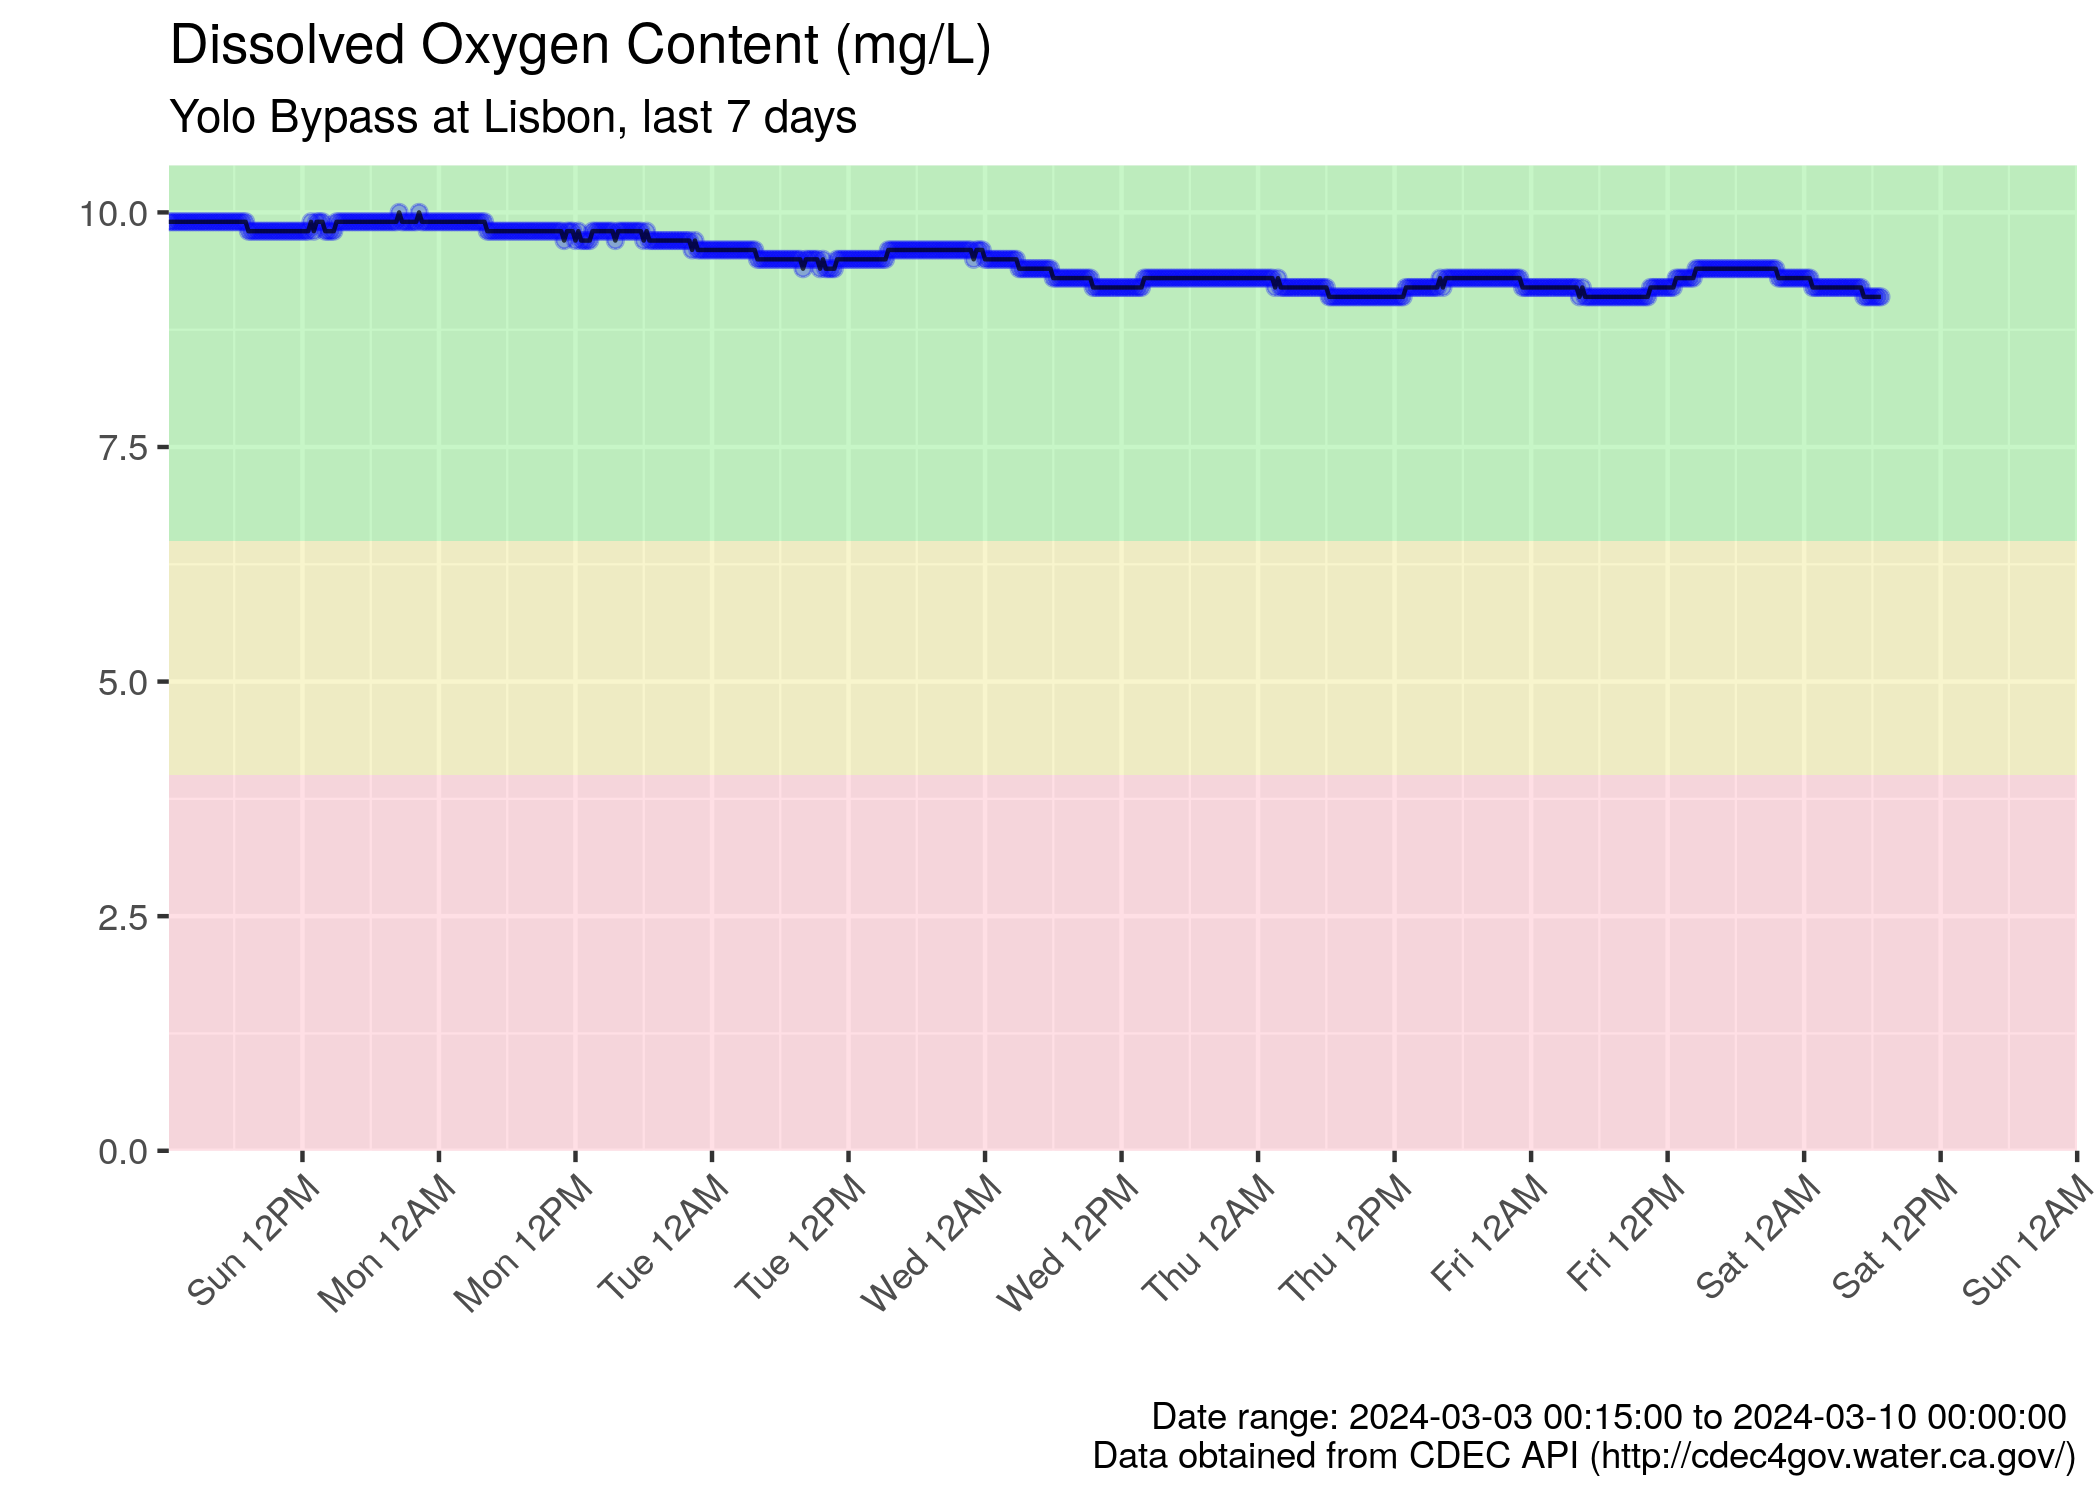 Dissolved Oxygen Content (mg/L)
Yolo Bypass at Lisbon, last 7 days
10.0
7.5
5.0
2.5
0.0
Sun 12PM
Mon 12AM
Mon 12PM
Tue 12AM
Tue 12PM
Wed 12AM
Wed 12PM
Thu 12AM
Thu 12PM
Fri 12AM
Fri 12PM
Sat 12AM
Sat 12PM
Sun 12AM
Date range: 2024-03-03 00:15:00 to 2024-03-10 00:00:00
Data obtained from CDEC API (http://cdec4gov.water.ca.gov/)